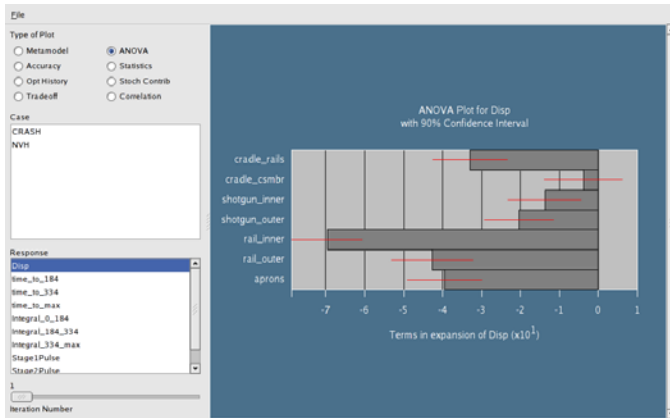 File
Type of Plot
Metamodel ANOVA
Accuracy Statistics
Opt History Stoch Contrib
Tradeoff Correlation
Case
CRASH
NVH
Response
Disp
time_to_184
time_to_334
time_to_max
Integral_0_184
Integral_184_334
Integral_334_max
Stage1Pulse
Stage2Pulse
1
Iteration Number
ANOVA Plot for Disp
with 90% Confidence Interval
cradle_rails
cradle_csmbr
shotgun_inner
shotgun_outer
rail_inner
rail_outer
aprons
-7 -6 -5 -4 -3 -2 -1 0 1
Terms in expansion of Disp (x10¹)